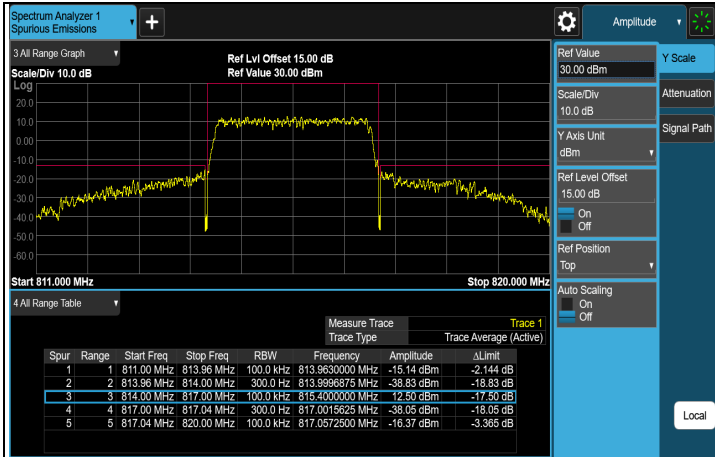 Spectrum Analyzer 1
Spurious Emissions
Amplitude
3 All Range Graph
Ref Lvl Offset 15.00 dB
Scale/Div 10.0 dB
Ref Value 30.00 dBm
Log
20.0
10.0
0.00
-10.0
-20.0
-30.0
-40.0
-50.0
-60.0
Start 811.000 MHz
Stop 820.000 MHz
4 All Range Table
Measure Trace Trace 1
Trace Type Trace Average (Active)
Spur Range Start Freq Stop Freq RBW Frequency Amplitude ΔLimit
1 1 811.00 MHz 813.96 MHz 100.0 kHz 813.9630000 MHz -15.14 dBm -2.144 dB
2 2 813.96 MHz 814.00 MHz 300.0 Hz 813.9996875 MHz -38.83 dBm -18.83 dB
3 3 814.00 MHz 817.00 MHz 100.0 kHz 815.4000000 MHz 12.50 dBm -17.50 dB
4 4 817.00 MHz 817.04 MHz 300.0 Hz 817.0015625 MHz -38.05 dBm -18.05 dB
5 5 817.04 MHz 820.00 MHz 100.0 kHz 817.0572500 MHz -16.37 dBm -3.365 dB
Ref Value
30.00 dBm
Scale/Div
10.0 dB
Y Axis Unit
dBm
Ref Level Offset
15.00 dB
On
Off
Ref Position
Top
Auto Scaling
On
Off
Y Scale
Attenuation
Signal Path
Local